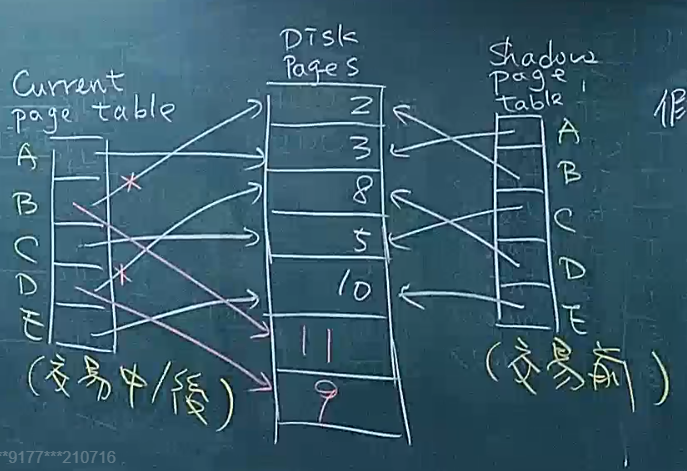 Current
page table
A
B
C
D
E
(交易中/後)
Disk
Pages
2
3
8
5
10
11
9
Shadow
page
table
A
B
C
D
E
(交易前)
**9177***210716